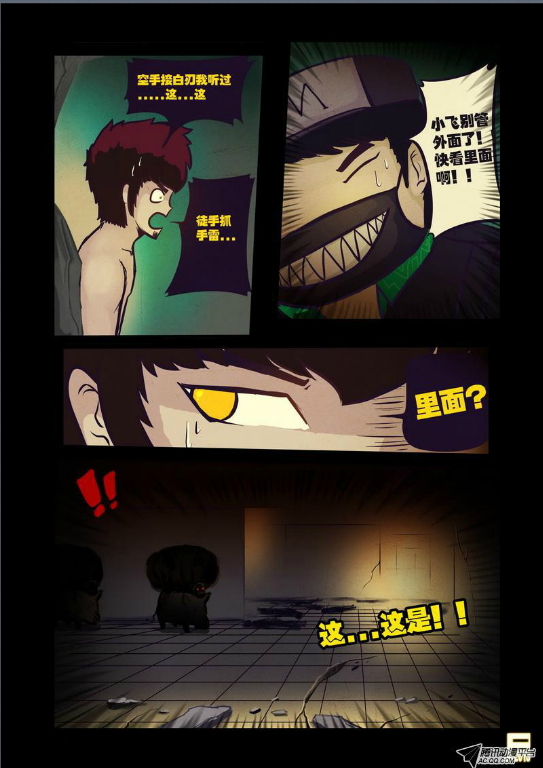 空手接白刃我听过
.....这...这
徒手抓
手雷...
小飞别管
外面了！
快看里面
啊！！
里面？
!!
这...这是！！
腾讯动漫平台
AC.QQ.COM